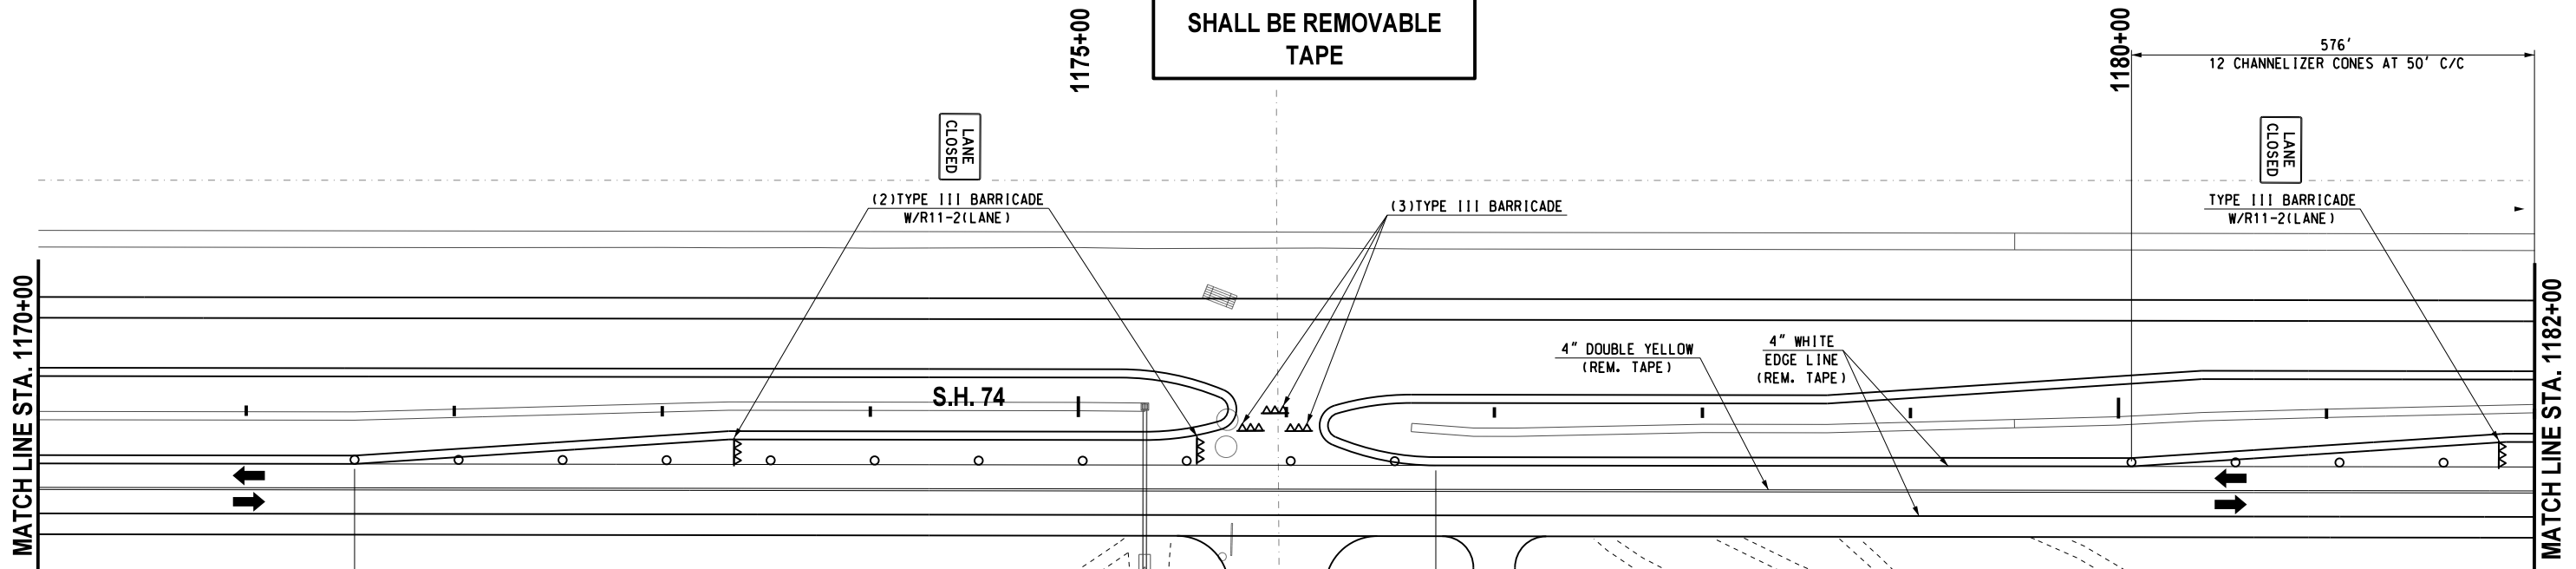 1175+00
SHALL BE REMOVABLE
TAPE
1180+00
576'
12 CHANNELIZER CONES AT 50' C/C
LANE
CLOSED
LANE
CLOSED
(2)TYPE III BARRICADE
W/R11-2(LANE)
(3)TYPE III BARRICADE
TYPE III BARRICADE
W/R11-2(LANE)
MATCH LINE STA. 1170+00
MATCH LINE STA. 1182+00
4" DOUBLE YELLOW
(REM. TAPE)
4" WHITE
EDGE LINE
(REM. TAPE)
S.H. 74